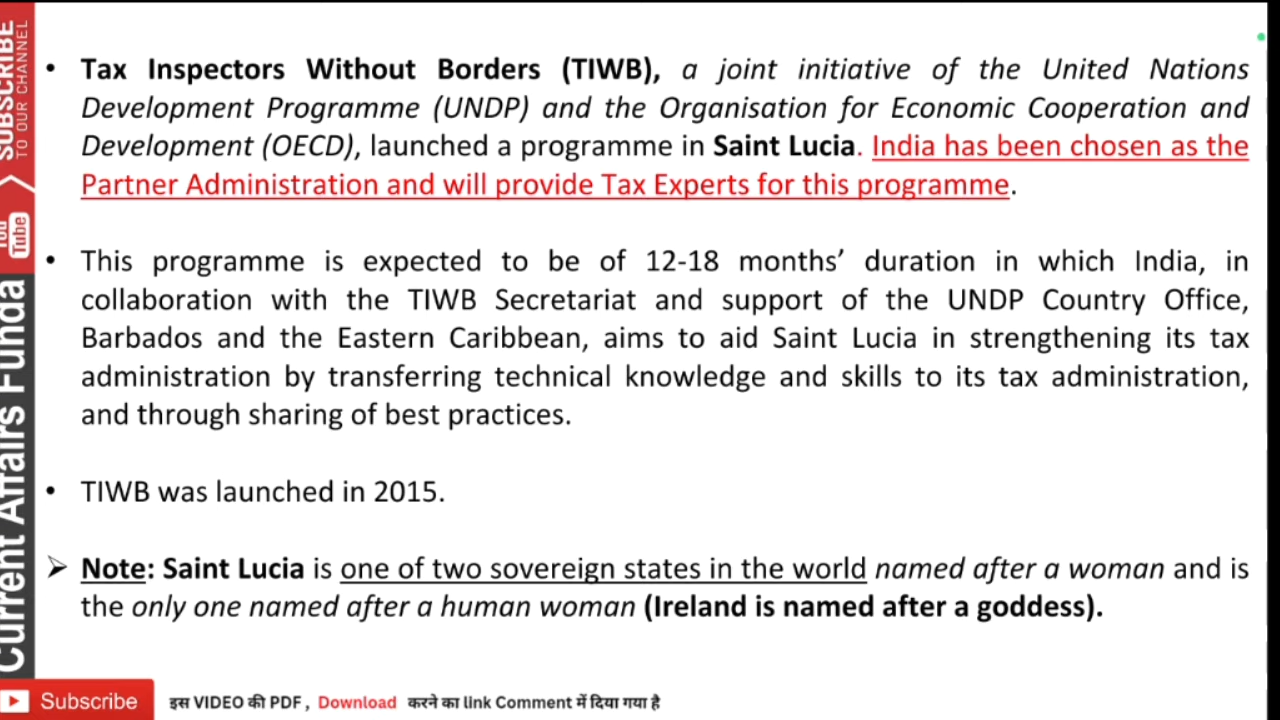 SUBSCRIBE
TO OUR CHANNEL
You
Tube
Current Affairs Funda
• Tax Inspectors Without Borders (TIWB), a joint initiative of the United Nations
Development Programme (UNDP) and the Organisation for Economic Cooperation and
Development (OECD), launched a programme in Saint Lucia. India has been chosen as the
Partner Administration and will provide Tax Experts for this programme.
• This programme is expected to be of 12-18 months’ duration in which India, in
collaboration with the TIWB Secretariat and support of the UNDP Country Office,
Barbados and the Eastern Caribbean, aims to aid Saint Lucia in strengthening its tax
administration by transferring technical knowledge and skills to its tax administration,
and through sharing of best practices.
• TIWB was launched in 2015.
➢ Note: Saint Lucia is one of two sovereign states in the world named after a woman and is
the only one named after a human woman (Ireland is named after a goddess).
Subscribe
इस VIDEO की PDF , Download करने का link Comment में दिया गया है